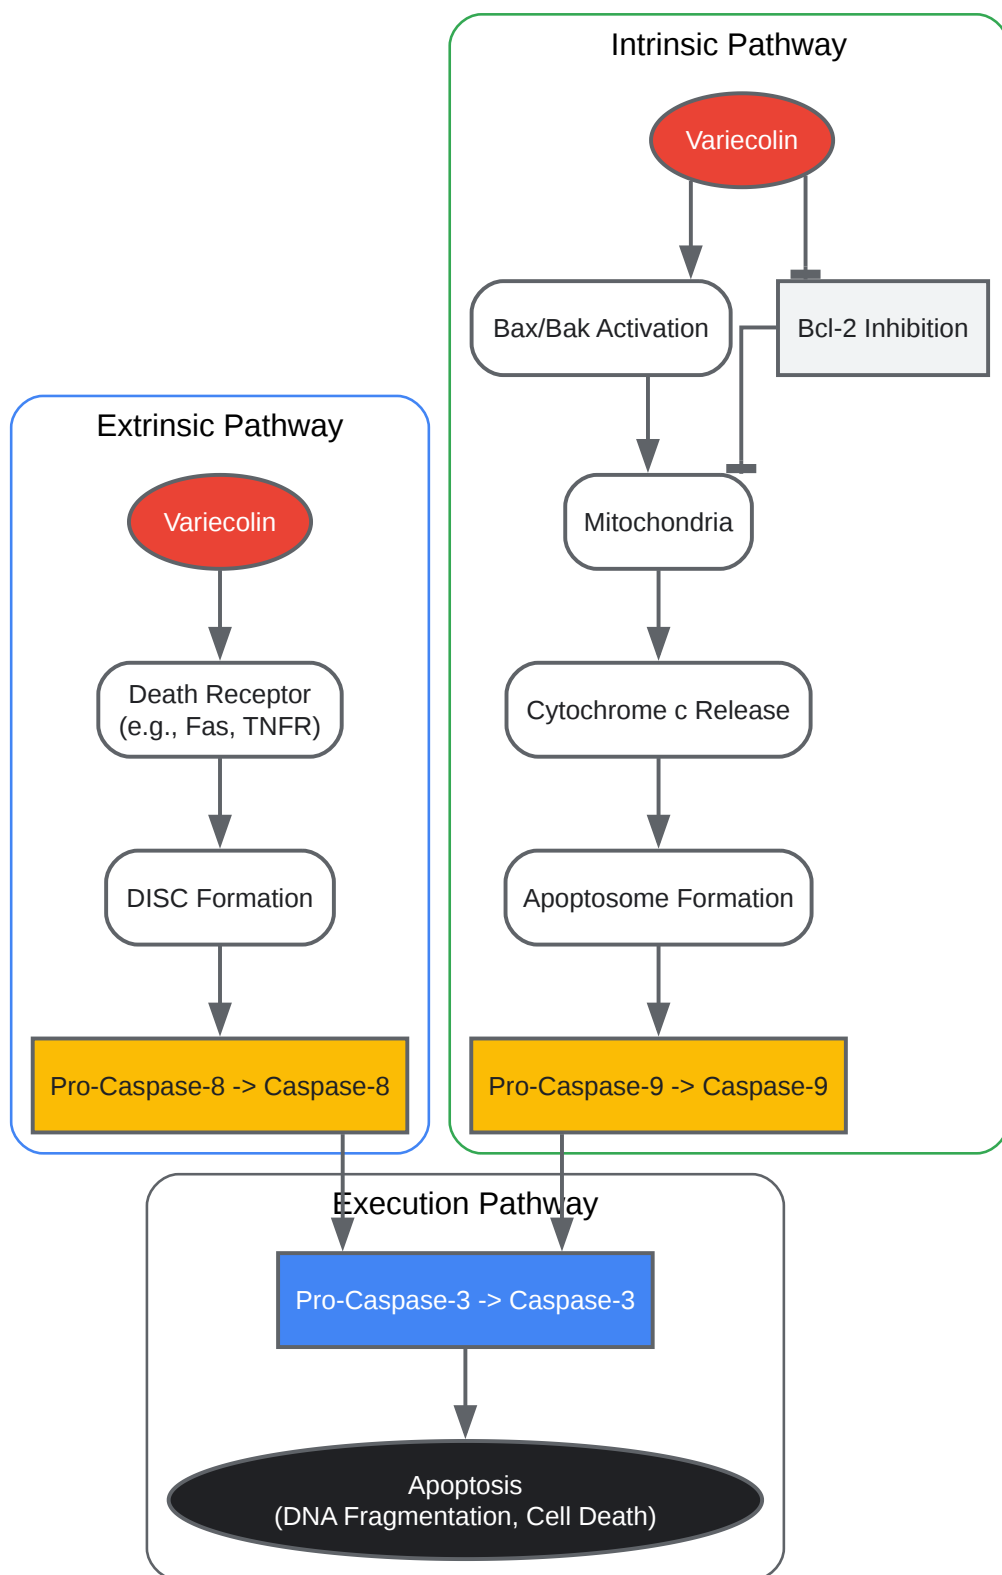 Intrinsic Pathway
Variecolin
Bax/Bak Activation
Bcl-2 Inhibition
Mitochondria
Cytochrome c Release
Apoptosome Formation
Pro-Caspase-9 -> Caspase-9
Extrinsic Pathway
Variecolin
Death Receptor
(e.g., Fas, TNFR)
DISC Formation
Pro-Caspase-8 -> Caspase-8
Execution Pathway
Pro-Caspase-3 -> Caspase-3
Apoptosis
(DNA Fragmentation, Cell Death)